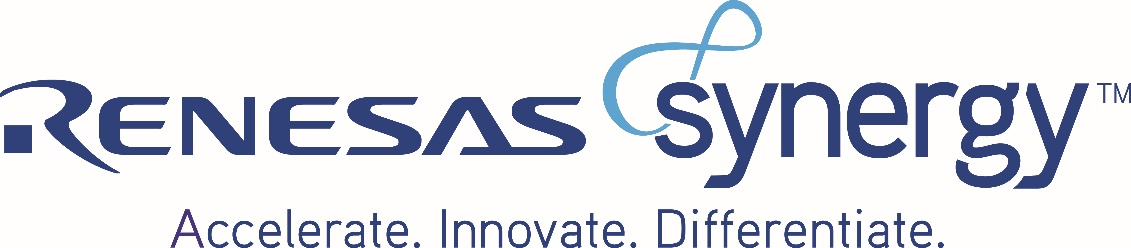 RENESAS synergy™
Accelerate. Innovate. Differentiate.